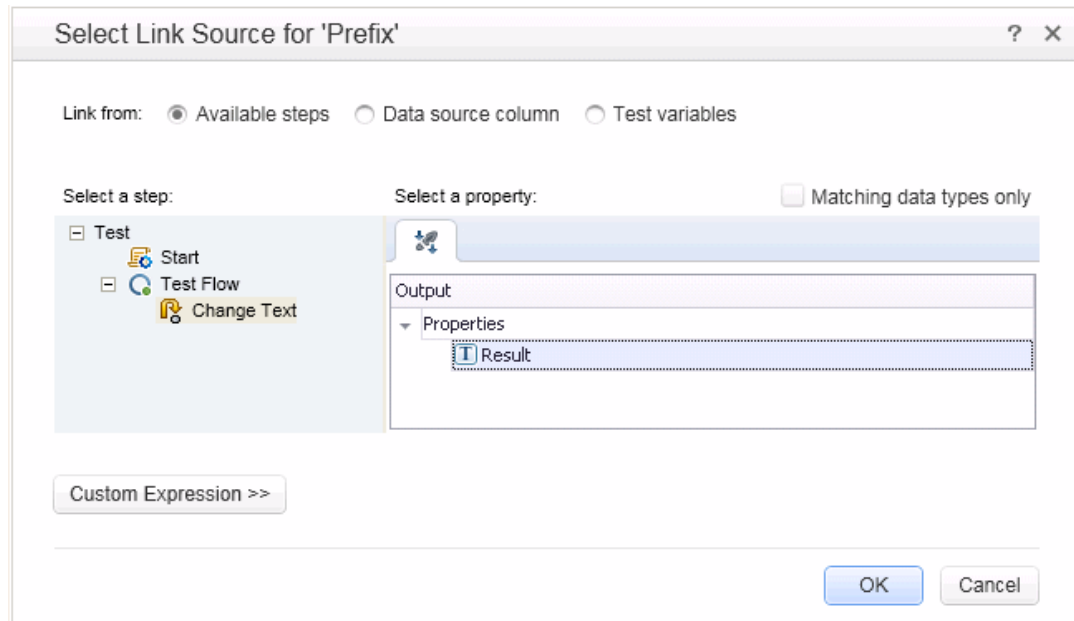 Select Link Source for 'Prefix'
? ×
Link from: Available steps Data source column Test variables
Select a step:
Select a property:
Matching data types only
Test
Start
Test Flow
Change Text
Output
Properties
T Result
Custom Expression >>
OK
Cancel